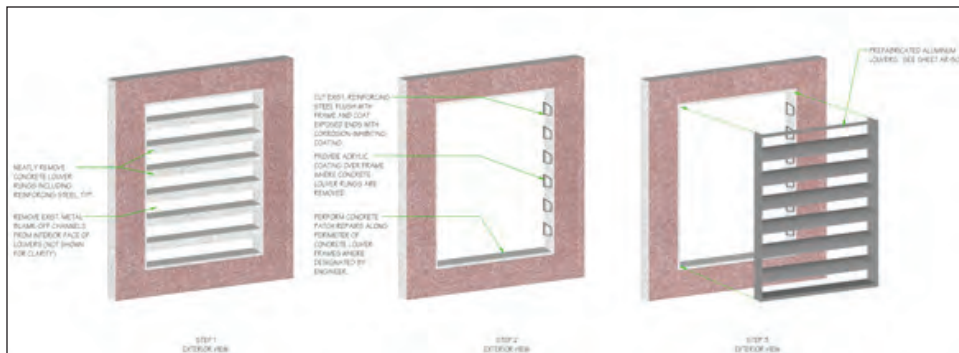 NEATLY REMOVE
CONCRETE LOUVER
RUNGS INCLUDING
REINFORCING STEEL, TYP.
REMOVE EXIST. METAL
BLANK-OFF CHANNELS
FROM INTERIOR FACE OF
LOUVERS (NOT SHOWN
FOR CLARITY)
STEP 1
EXTERIOR VIEW
CUT EXIST. REINFORCING
STEEL FLUSH WITH
FRAME AND COAT
EXPOSED ENDS WITH
CORROSION INHIBITING
COATING
PROVIDE ACRYLIC
COATING OVER FRAME
WHERE CONCRETE
LOUVER RUNGS ARE
REMOVED.
PERFORM CONCRETE
PATCH REPAIRS ALONG
PERIMETER OF
CONCRETE LOUVER
FRAMES WHERE
DESIGNATED BY
ENGINEER.
STEP 2
EXTERIOR VIEW
PREFABRICATED ALUMINUM
LOUVERS. SEE SHEET
STEP 3
EXTERIOR VIEW